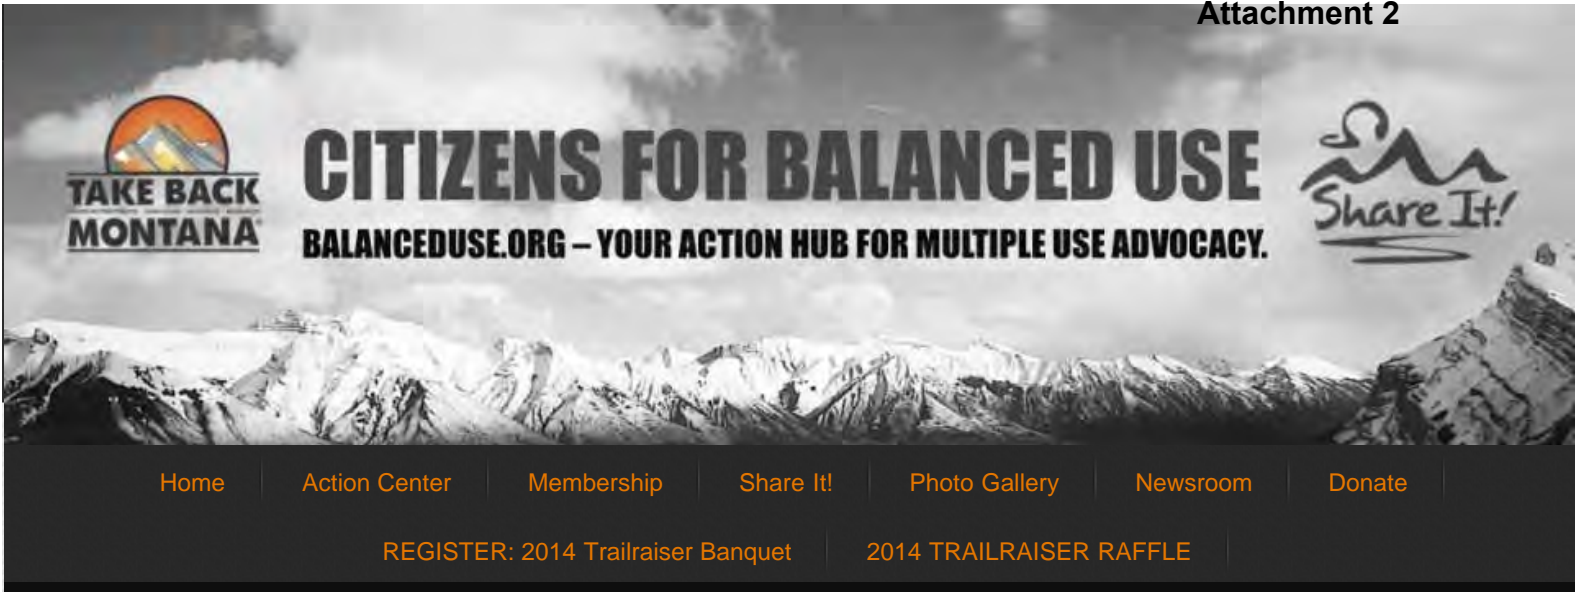 Attachment 2
CITIZENS FOR BALANCED USE
BALANCEDUSE.ORG – YOUR ACTION HUB FOR MULTIPLE USE ADVOCACY.
TAKE BACK
MONTANA
Share It!
Home
Action Center
Membership
Share It!
Photo Gallery
Newsroom
Donate
REGISTER: 2014 Trailraiser Banquet
2014 TRAILRAISER RAFFLE